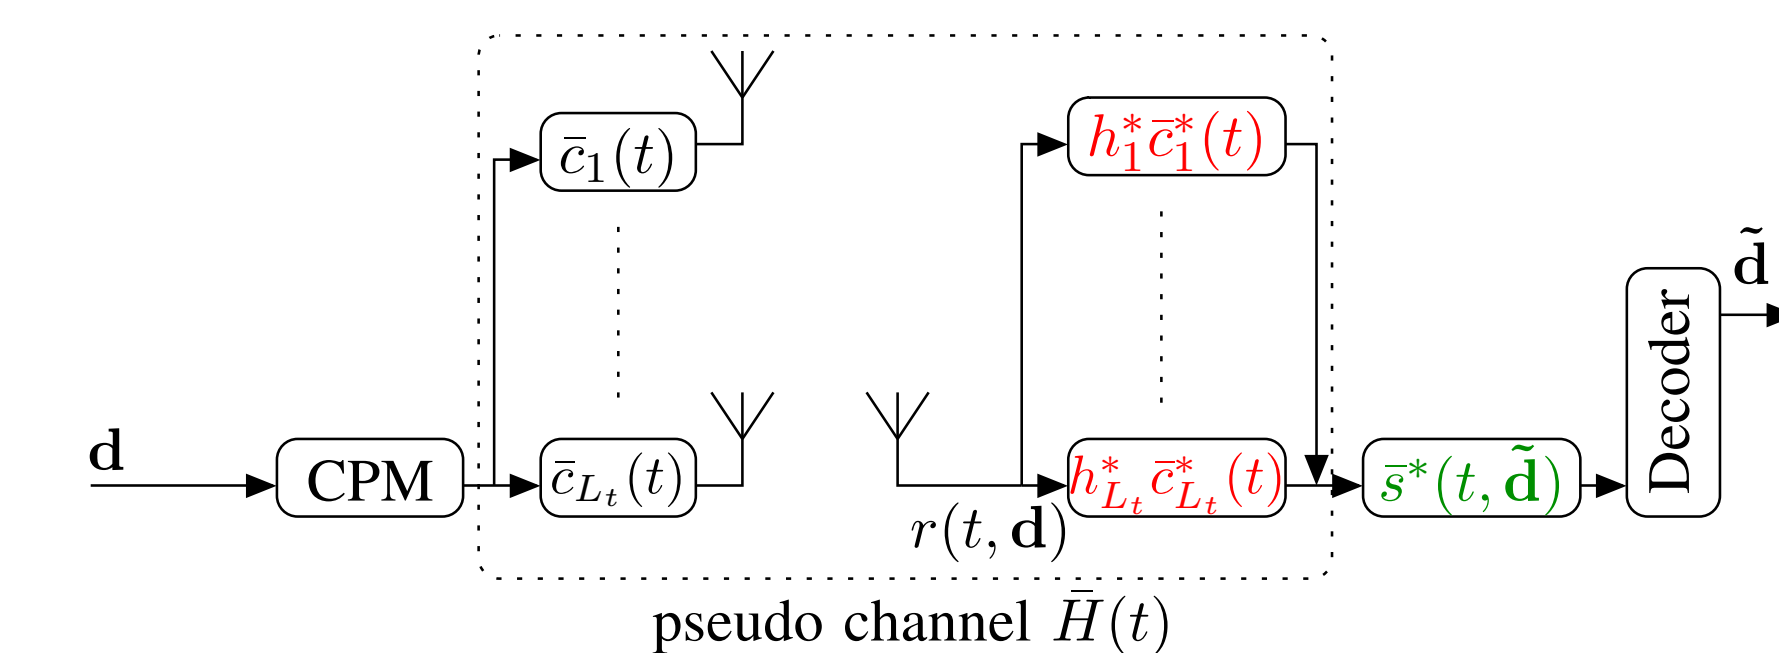 d
CPM
c̄₁(t)
c̄_{L_t}(t)
r(t, d)
h₁* c̄₁*(t)
h*_{L_t} c̄*_{L_t}(t)
s̄*(t, d̃)
Decoder
d̃
pseudo channel H̄(t)